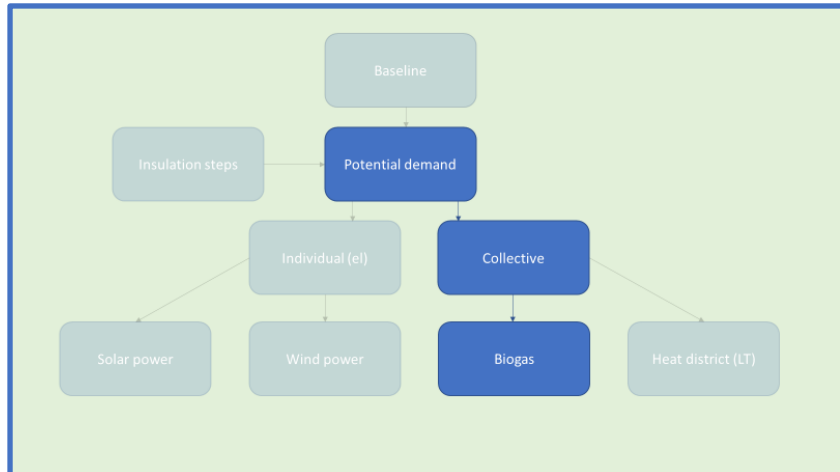 Baseline
Insulation steps
Potential demand
Individual (el)
Collective
Solar power
Wind power
Biogas
Heat district (LT)